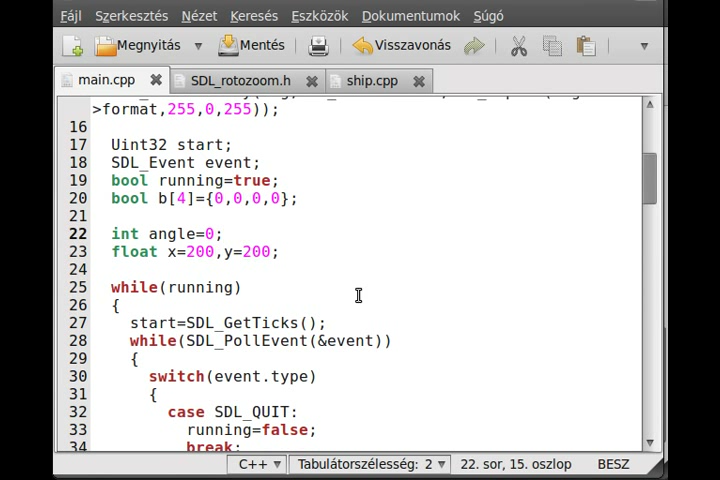 Fájl Szerkesztés Nézet Keresés Eszközök Dokumentumok Súgó
Megnyitás Mentés Visszavonás
main.cpp SDL_rotozoom.h ship.cpp
>format,255,0,255));
16
17 Uint32 start;
18 SDL_Event event;
19 bool running=true;
20 bool b[4]={0,0,0,0};
21
22 int angle=0;
23 float x=200,y=200;
24
25 while(running)
26 {
27 start=SDL_GetTicks();
28 while(SDL_PollEvent(&event))
29 {
30 switch(event.type)
31 {
32 case SDL_QUIT:
33 running=false;
34 break;
C++ Tabulátorszélesség: 2 22. sor, 15. oszlop BESZ